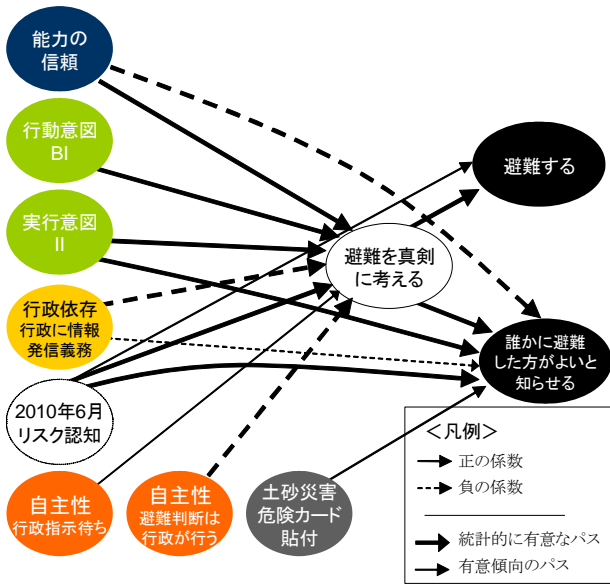 能力の
信頼
行動意図
BI
実行意図
II
行政依存
行政に情報
発信義務
2010年6月
リスク認知
自主性
行政指示待ち
自主性
避難判断は
行政が行う
土砂災害
危険カード
貼付
避難を真剣
に考える
避難する
誰かに避難
した方がよいと
知らせる
＜凡例＞
正の係数
負の係数
統計的に有意なパス
有意傾向のパス